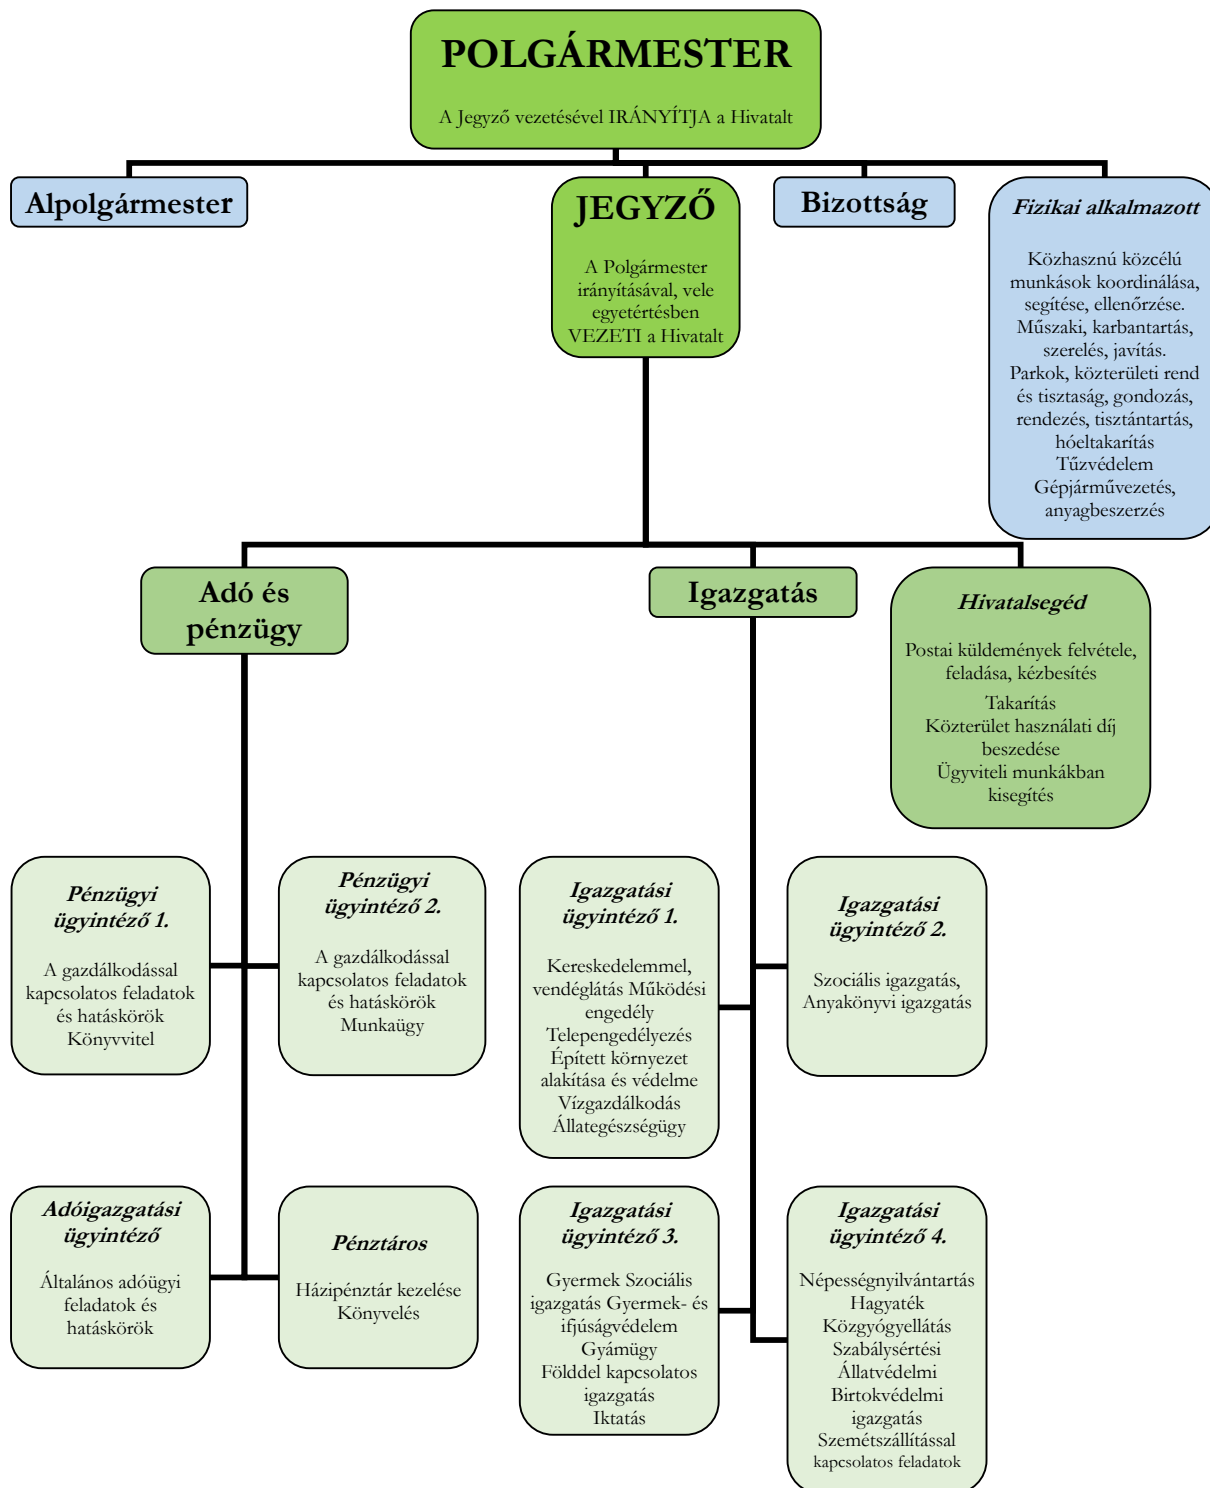 POLGÁRMESTER
A Jegyző vezetésével IRÁNYÍTJA a Hivatalt
Alpolgármester
JEGYZŐ
A Polgármester
irányításával, vele
egyetértésben
VEZETI a Hivatalt
Bizottság
Fizikai alkalmazott
Közhasznú közcélú
munkások koordinálása,
segítése, ellenőrzése.
Műszaki, karbantartás,
szerelés, javítás.
Parkok, közterületi rend
és tisztaság, gondozás,
rendezés, tisztántartás,
hóeltakarítás
Tűzvédelem
Gépjárművezetés,
anyagbeszerzés
Adó és
pénzügy
Igazgatás
Hivatalsegéd
Postai küldemények felvétele,
feladása, kézbesítés
Takarítás
Közterület használati díj
beszedése
Ügyviteli munkákban
kisegítés
Pénzügyi
ügyintéző 1.
A gazdálkodással
kapcsolatos feladatok
és hatáskörök
Könyvvitel
Pénzügyi
ügyintéző 2.
A gazdálkodással
kapcsolatos feladatok
és hatáskörök
Munkaügy
Igazgatási
ügyintéző 1.
Kereskedelemmel,
vendéglátás Működési
engedély
Telepengedélyezés
Épített környezet
alakítása és védelme
Vízgazdálkodás
Állategészségügy
Igazgatási
ügyintéző 2.
Szociális igazgatás,
Anyakönyvi igazgatás
Adóigazgatási
ügyintéző
Általános adóügyi
feladatok és
hatáskörök
Pénztáros
Házipénztár kezelése
Könyvelés
Igazgatási
ügyintéző 3.
Gyermek Szociális
igazgatás Gyermek- és
ifjúságvédelem
Gyámügy
Földdel kapcsolatos
igazgatás
Iktatás
Igazgatási
ügyintéző 4.
Népességnyilvántartás
Hagyaték
Közgyógyellátás
Szabálysértési
Állatvédelmi
Birtokvédelmi
igazgatás
Szemétszállítással
kapcsolatos feladatok